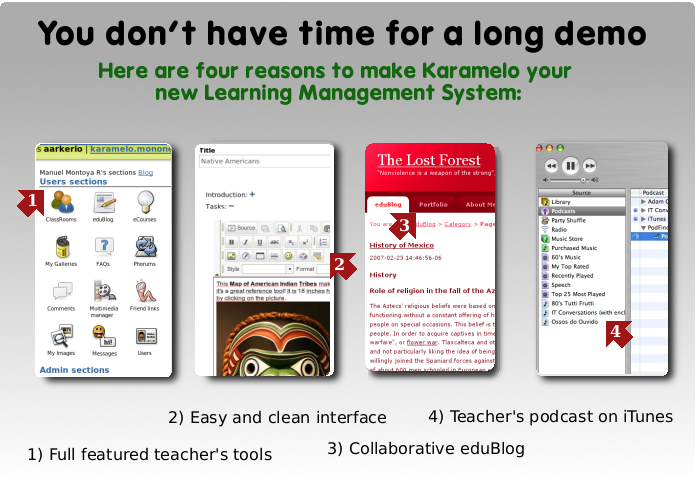 You don't have time for a long demo
Here are four reasons to make Karamelo your
new Learning Management System:
s aarkerio | karamelo.monon
Manuel Montoya R's sections Blog
Users sections
1
ClassRooms eduBlog eCourses
My Galleries FAQs Phorums
Comments Multimedia manager Friend links
My Images Messages Users
Admin sections
Title
Native Americans
Introduction: +
Tasks: −
Source
B I U
Style Format
2
This Map of American Indian Tribes mak
it's a great reference tool! It is 18 inches h
by clicking on the picture.
The Lost Forest
"Nonviolence is a weapon of the strong",
eduBlog Portfolio About Me
3
You are eduBlog > Category > Page
History of Mexico
2007-02-23 14:46:56-06
History
Role of religion in the fall of the Az
The Aztecs' religious beliefs were based on
functioning without a constant offering of h
people on special occasions. This belief is t
people. In order to acquire captives in time
warfare", or flower war. Tlaxcalteca and ot
and not particularly liking the idea of being
willingly joined the Spaniard forces against
of about 600 men schooled in European
Source
Library
Podcasts
Party Shuffle
Radio
Music Store
Purchased Music
60's Music
My Top Rated
Recently Played
Speech
Top 25 Most Played
80's Tutti Frutti
IT Conversations (with encl
Ossos do Ouvido
Podcast
Adam C
IT Conv
iTunes
PodFind
4
2) Easy and clean interface
4) Teacher's podcast on iTunes
1) Full featured teacher's tools
3) Collaborative eduBlog